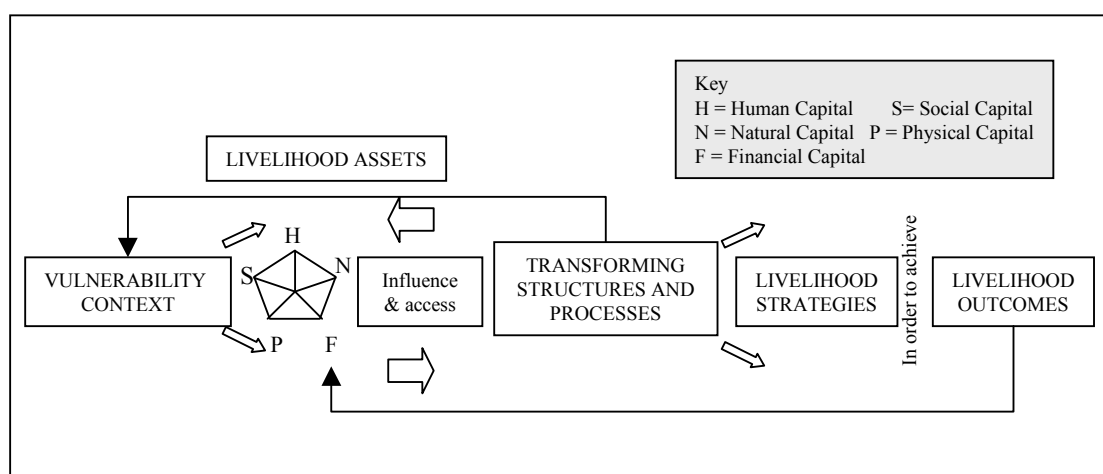 Key
H = Human Capital S= Social Capital
N = Natural Capital P = Physical Capital
F = Financial Capital
LIVELIHOOD ASSETS
H
S
N
P
F
VULNERABILITY
CONTEXT
Influence
& access
TRANSFORMING
STRUCTURES AND
PROCESSES
LIVELIHOOD
STRATEGIES
In order to achieve
LIVELIHOOD
OUTCOMES